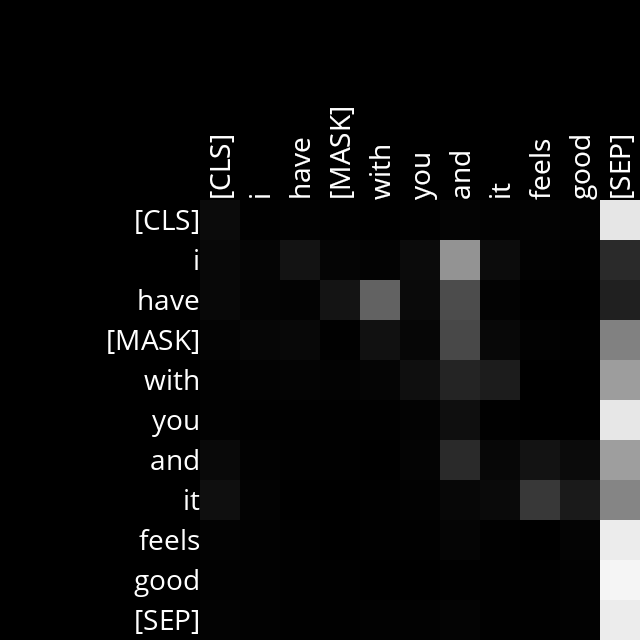 [CLS] i have [MASK] with you and it feels good [SEP]
[CLS]
i
have
[MASK]
with
you
and
it
feels
good
[SEP]